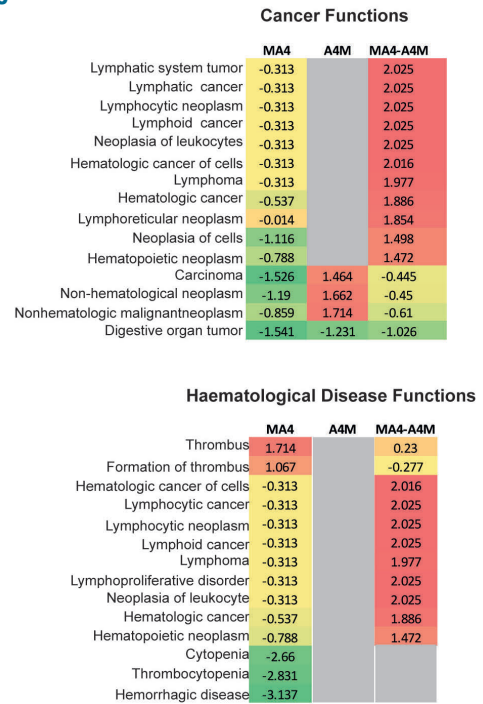 Cancer Functions
MA4 A4M MA4-A4M
Lymphatic system tumor -0.313 2.025
Lymphatic cancer -0.313 2.025
Lymphocytic neoplasm -0.313 2.025
Lymphoid cancer -0.313 2.025
Neoplasia of leukocytes -0.313 2.025
Hematologic cancer of cells -0.313 2.016
Lymphoma -0.313 1.977
Hematologic cancer -0.537 1.886
Lymphoreticular neoplasm -0.014 1.854
Neoplasia of cells -1.116 1.498
Hematopoietic neoplasm -0.788 1.472
Carcinoma -1.526 1.464 -0.445
Non-hematological neoplasm -1.19 1.662 -0.45
Nonhematologic malignantneoplasm -0.859 1.714 -0.61
Digestive organ tumor -1.541 -1.231 -1.026
Haematological Disease Functions
MA4 A4M MA4-A4M
Thrombus 1.714 0.23
Formation of thrombus 1.067 -0.277
Hematologic cancer of cells -0.313 2.016
Lymphocytic cancer -0.313 2.025
Lymphocytic neoplasm -0.313 2.025
Lymphoid cancer -0.313 2.025
Lymphoma -0.313 1.977
Lymphoproliferative disorder -0.313 2.025
Neoplasia of leukocyte -0.313 2.025
Hematologic cancer -0.537 1.886
Hematopoietic neoplasm -0.788 1.472
Cytopenia -2.66
Thrombocytopenia -2.831
Hemorrhagic disease -3.137